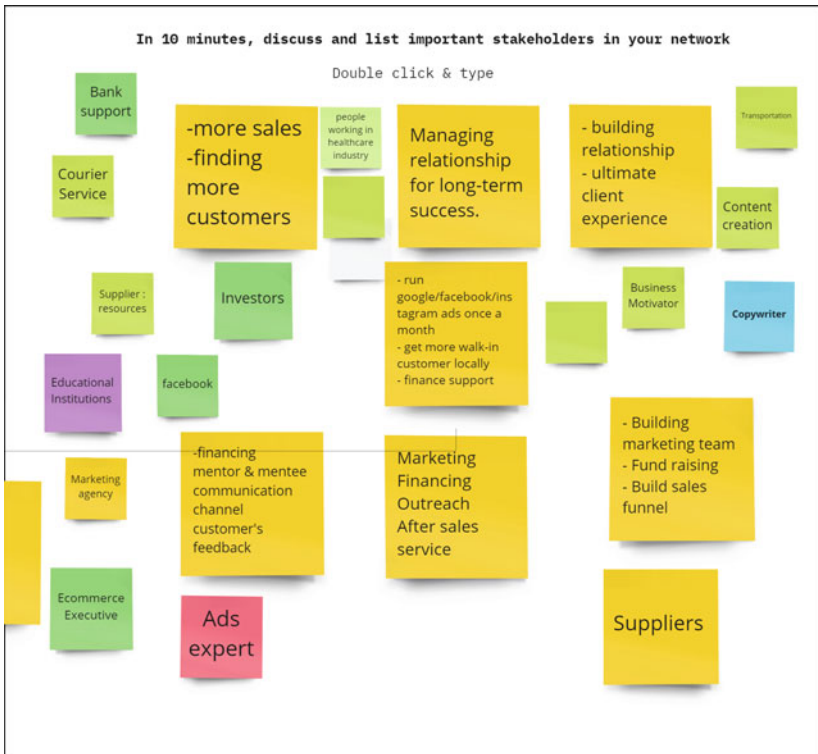 In 10 minutes, discuss and list important stakeholders in your network
Double click & type
Bank
support
-more sales
-finding
more
customers
people
working in
healthcare
industry
Managing
relationship
for long-term
success.
- building
relationship
- ultimate
client
experience
Transportation
Courier
Service
Content
creation
Supplier :
resources
Investors
- run
google/facebook/ins
tagram ads once a
month
- get more walk-in
customer locally
- finance support
Business
Motivator
Copywriter
Educational
Institutions
facebook
-financing
mentor & mentee
communication
channel
customer's
feedback
Marketing
Financing
Outreach
After sales
service
- Building
marketing team
- Fund raising
- Build sales
funnel
Marketing
agency
Ecommerce
Executive
Ads
expert
Suppliers